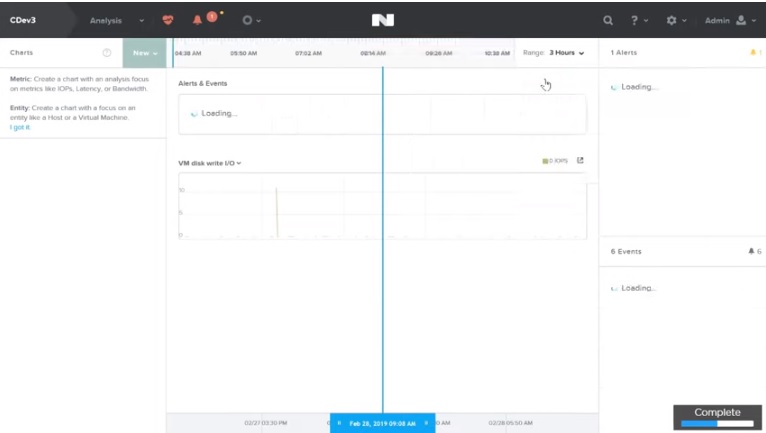 CDev3
Analysis
1
N
?
Admin
Charts
New
04:38 AM 05:50 AM 07:02 AM 08:14 AM 09:26 AM 10:38 AM
Range: 3 Hours
1 Alerts
1
Metric: Create a chart with an analysis focus
on metrics like IOPs, Latency, or Bandwidth.
Entity: Create a chart with a focus on an
entity like a Host or a Virtual Machine.
I got it.
Alerts & Events
Loading...
Loading...
VM disk write I/O
0 IOPS
10
5
0
6 Events
6
Loading...
Complete
02/27 03:30 PM
Feb 28, 2019 09:08 AM
AM
02/28 05:50 AM